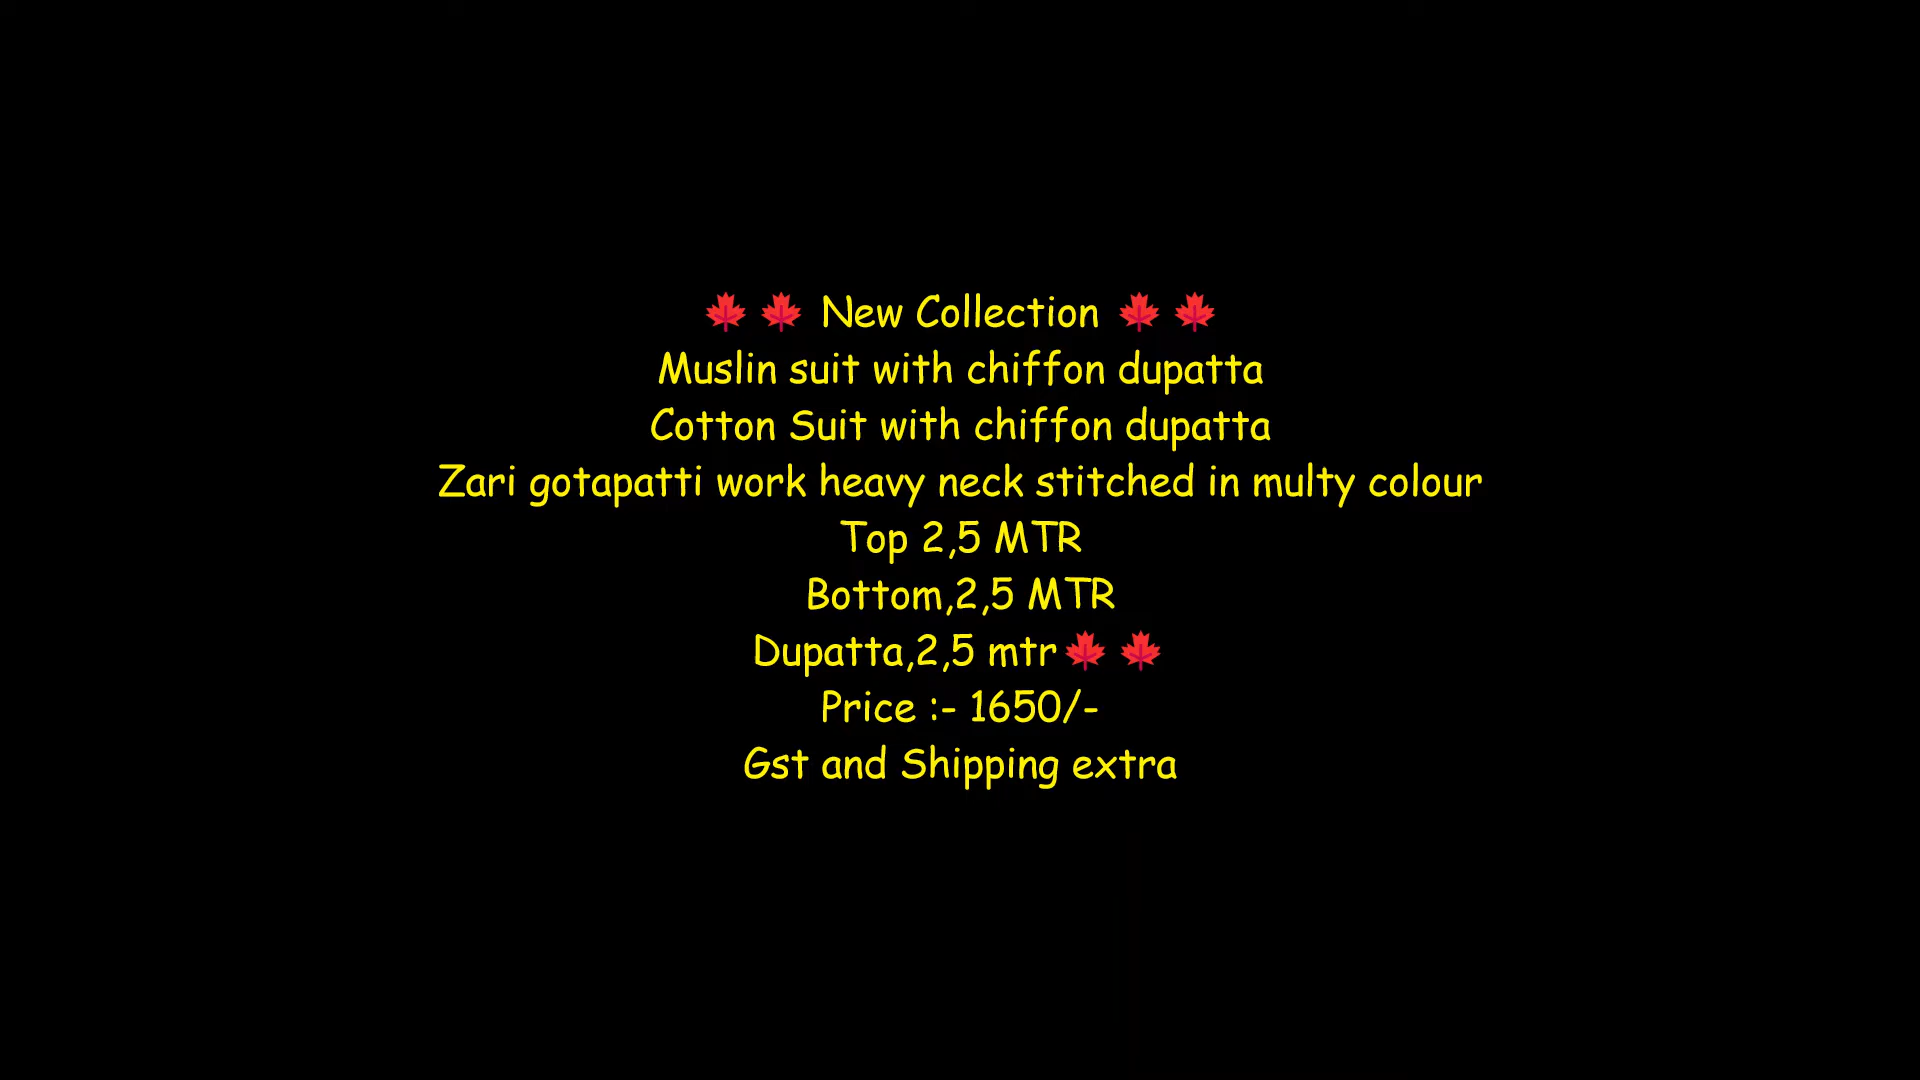 🍁🍁 New Collection 🍁🍁
Muslin suit with chiffon dupatta
Cotton Suit with chiffon dupatta
Zari gotapatti work heavy neck stitched in multy colour
Top 2,5 MTR
Bottom,2,5 MTR
Dupatta,2,5 mtr🍁🍁
Price :- 1650/-
Gst and Shipping extra